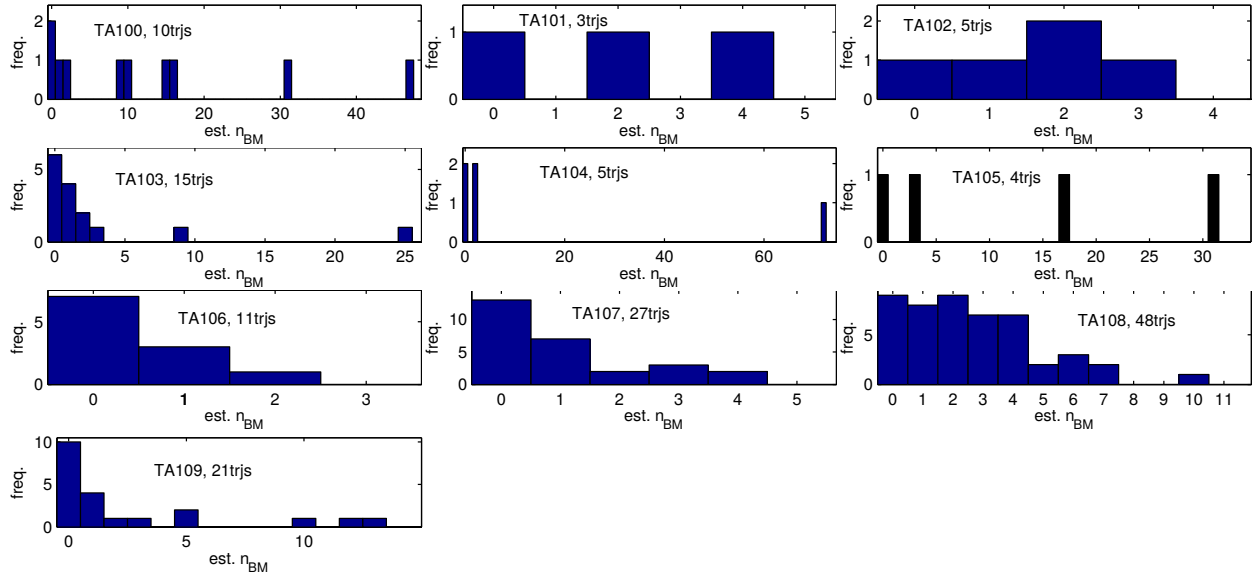 TA100, 10trjs
freq.
2
1
0
0 10 20 30 40
est. n_BM
TA101, 3trjs
freq.
1
0
0 1 2 3 4 5
est. n_BM
TA102, 5trjs
freq.
2
1
0
0 1 2 3 4
est. n_BM
TA103, 15trjs
freq.
5
0
0 5 10 15 20 25
est. n_BM
TA104, 5trjs
freq.
2
1
0
0 20 40 60
est. n_BM
TA105, 4trjs
freq.
1
0
0 5 10 15 20 25 30
est. n_BM
TA106, 11trjs
freq.
5
0
0 1 2 3
est. n_BM
TA107, 27trjs
freq.
10
5
0
0 1 2 3 4 5
est. n_BM
TA108, 48trjs
freq.
5
0
0 1 2 3 4 5 6 7 8 9 10 11
est. n_BM
TA109, 21trjs
freq.
10
5
0
0 5 10
est. n_BM